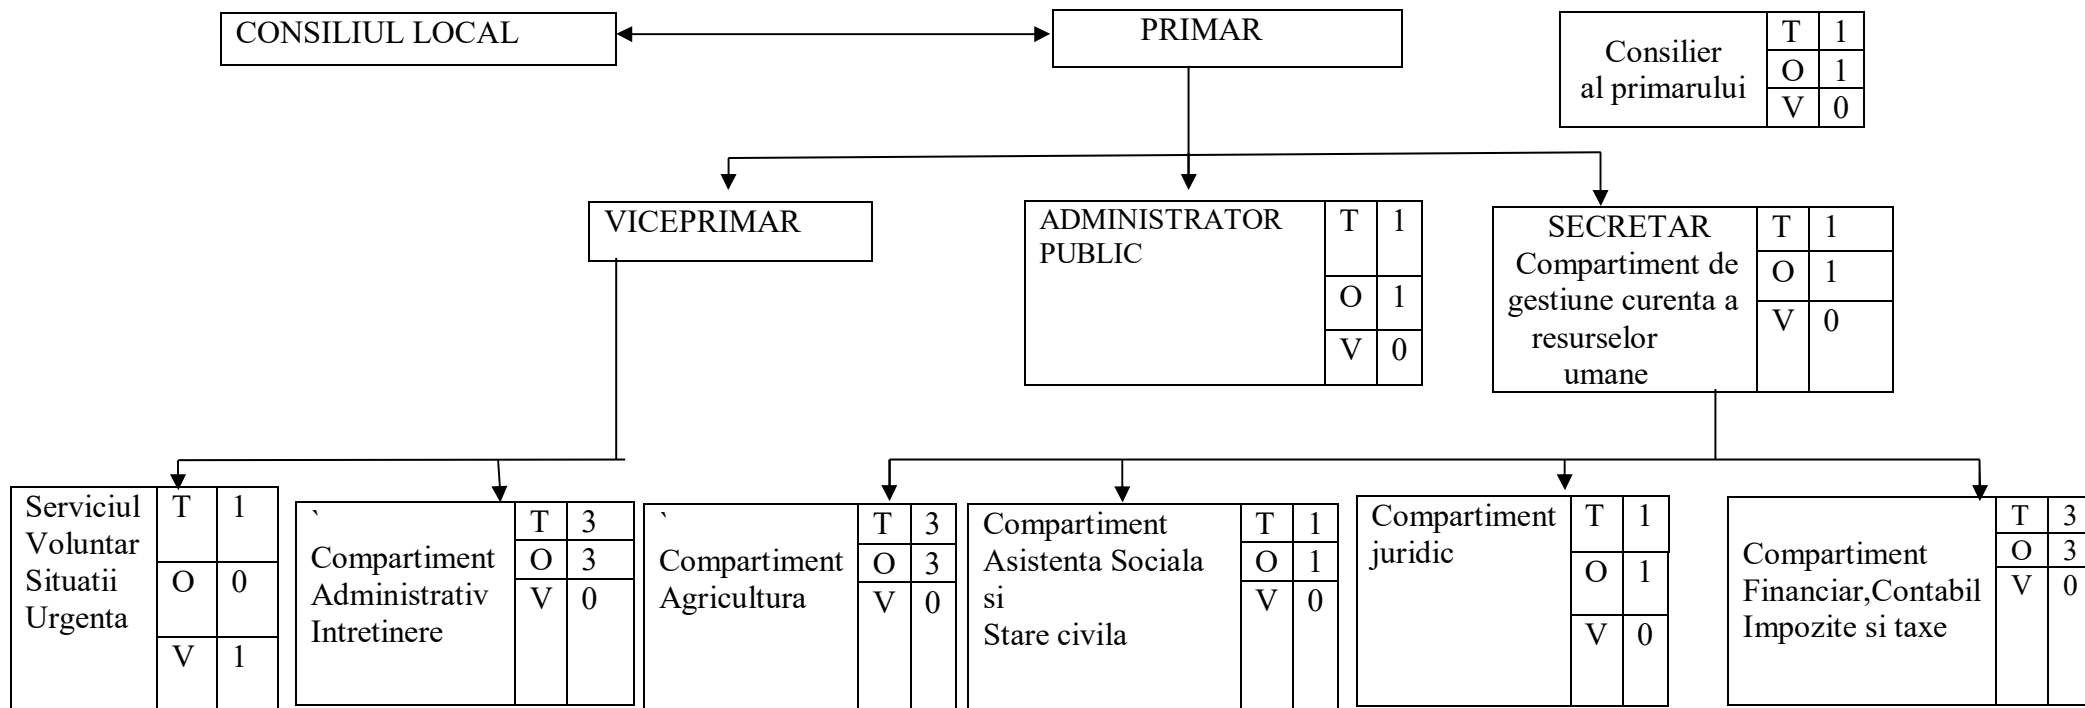 CONSILIUL LOCAL
PRIMAR
Consilier
al primarului
T 1
O 1
V 0
VICEPRIMAR
ADMINISTRATOR
PUBLIC
T 1
O 1
V 0
SECRETAR
Compartiment de
gestiune curenta a
resurselor
umane
T 1
O 1
V 0
Serviciul
Voluntar
Situatii
Urgenta
T 1
O 0
V 1
`
Compartiment
Administrativ
Intretinere
T 3
O 3
V 0
`
Compartiment
Agricultura
T 3
O 3
V 0
Compartiment
Asistenta Sociala
si
Stare civila
T 1
O 1
V 0
Compartiment
juridic
T 1
O 1
V 0
Compartiment
Financiar,Contabil
Impozite si taxe
T 3
O 3
V 0